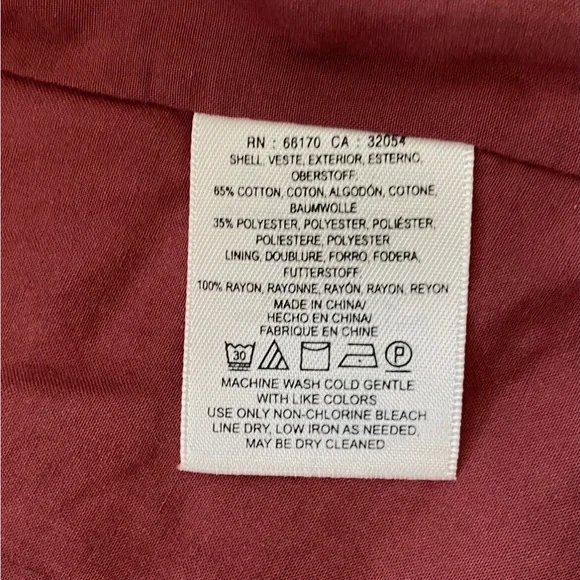 RN : 66170 CA : 32054
SHELL, VESTE, EXTERIOR, ESTERNO,
OBERSTOFF:
65% COTTON, COTON, ALGODÓN, COTONE,
BAUMWOLLE
35% POLYESTER, POLYESTER, POLIÉSTER,
POLIESTERE, POLYESTER
LINING, DOUBLURE, FORRO, FODERA,
FUTTERSTOFF:
100% RAYON, RAYONNE, RAYÓN, RAYON, REYON
MADE IN CHINA/
HECHO EN CHINA/
FABRIQUE EN CHINE
30 P
MACHINE WASH COLD GENTLE
WITH LIKE COLORS
USE ONLY NON-CHLORINE BLEACH
LINE DRY, LOW IRON AS NEEDED,
MAY BE DRY CLEANED